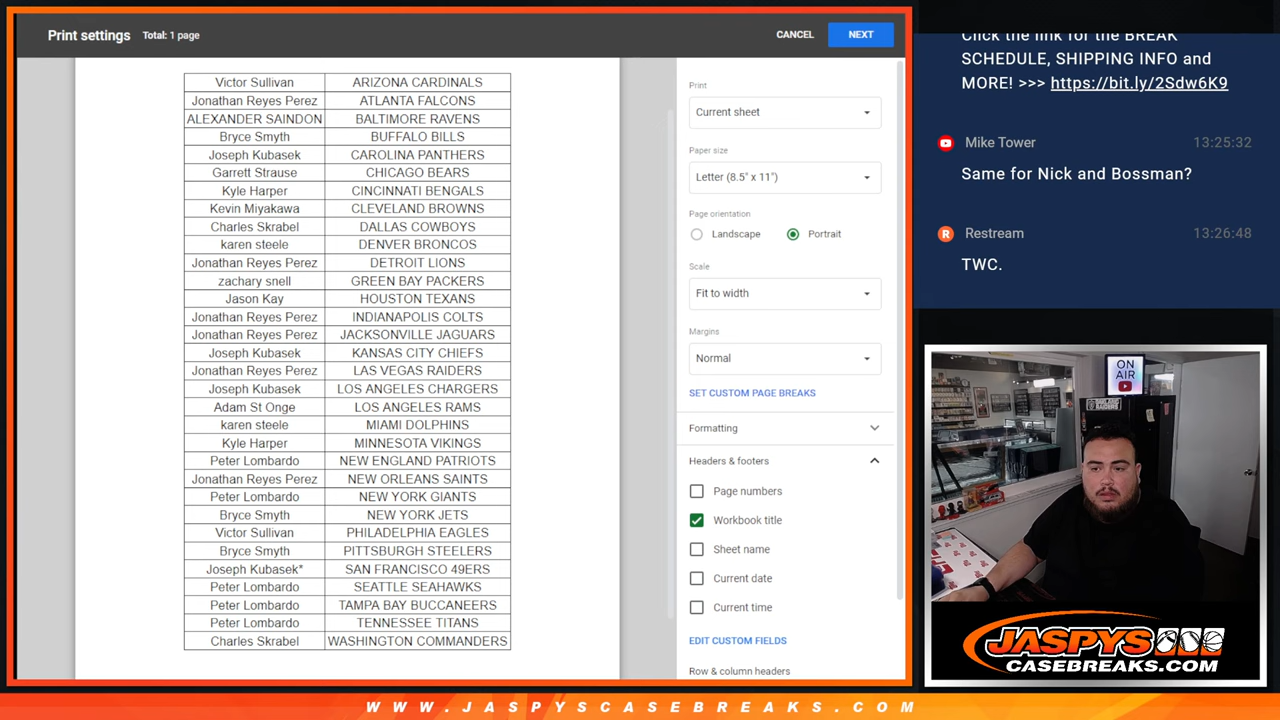 Print settings
Total: 1 page
CANCEL
NEXT
Victor Sullivan ARIZONA CARDINALS
Jonathan Reyes Perez ATLANTA FALCONS
ALEXANDER SAINDON BALTIMORE RAVENS
Bryce Smyth BUFFALO BILLS
Joseph Kubasek CAROLINA PANTHERS
Garrett Strause CHICAGO BEARS
Kyle Harper CINCINNATI BENGALS
Kevin Miyakawa CLEVELAND BROWNS
Charles Skrabel DALLAS COWBOYS
karen steele DENVER BRONCOS
Jonathan Reyes Perez DETROIT LIONS
zachary snell GREEN BAY PACKERS
Jason Kay HOUSTON TEXANS
Jonathan Reyes Perez INDIANAPOLIS COLTS
Jonathan Reyes Perez JACKSONVILLE JAGUARS
Joseph Kubasek KANSAS CITY CHIEFS
Jonathan Reyes Perez LAS VEGAS RAIDERS
Joseph Kubasek LOS ANGELES CHARGERS
Adam St Onge LOS ANGELES RAMS
karen steele MIAMI DOLPHINS
Kyle Harper MINNESOTA VIKINGS
Peter Lombardo NEW ENGLAND PATRIOTS
Jonathan Reyes Perez NEW ORLEANS SAINTS
Peter Lombardo NEW YORK GIANTS
Bryce Smyth NEW YORK JETS
Victor Sullivan PHILADELPHIA EAGLES
Bryce Smyth PITTSBURGH STEELERS
Joseph Kubasek* SAN FRANCISCO 49ERS
Peter Lombardo SEATTLE SEAHAWKS
Peter Lombardo TAMPA BAY BUCCANEERS
Peter Lombardo TENNESSEE TITANS
Charles Skrabel WASHINGTON COMMANDERS
Print
Current sheet
Paper size
Letter (8.5" x 11")
Page orientation
Landscape
Portrait
Scale
Fit to width
Margins
Normal
SET CUSTOM PAGE BREAKS
Formatting
Headers & footers
Page numbers
Workbook title
Sheet name
Current date
Current time
EDIT CUSTOM FIELDS
Row & column headers
Click the link for the BREAK
SCHEDULE, SHIPPING INFO and
MORE! >>> https://bit.ly/2Sdw6K9
Mike Tower 13:25:32
Same for Nick and Bossman?
Restream 13:26:48
TWC.
ON
AIR
JASPYS
CASEBREAKS.COM
WWW.JASPYSCASEBREAKS.COM